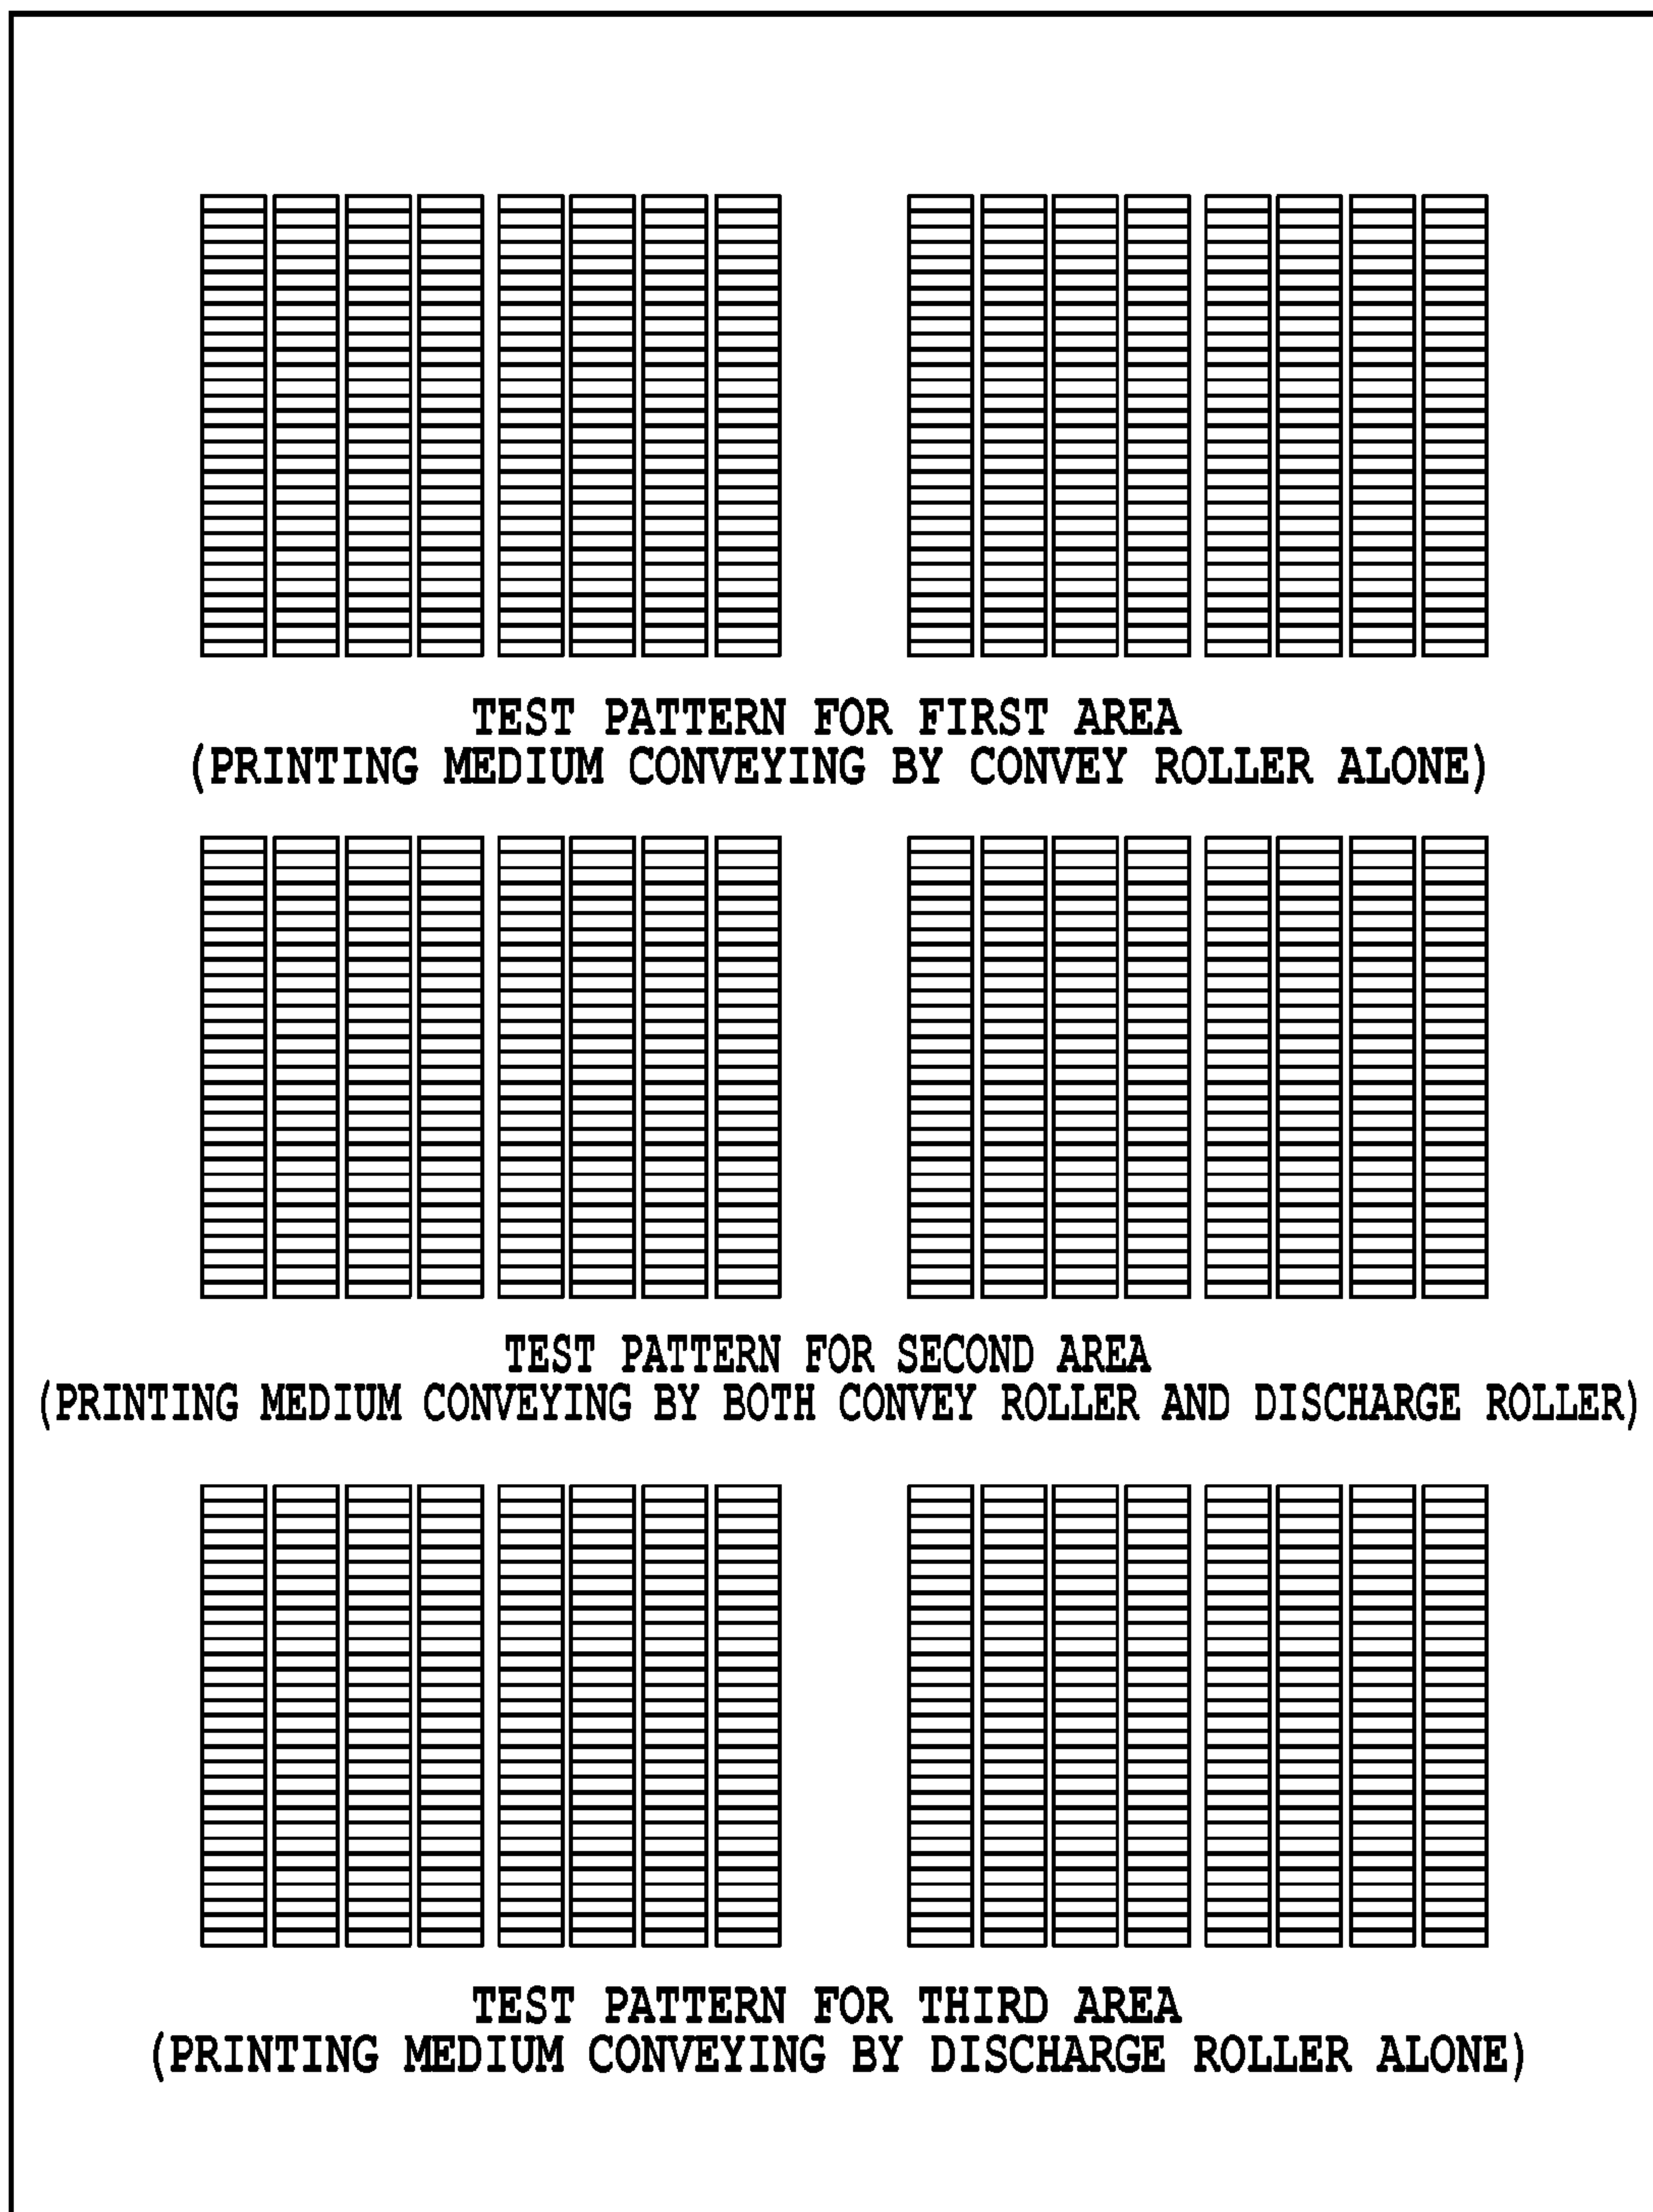 TEST PATTERN FOR FIRST AREA
(PRINTING MEDIUM CONVEYING BY CONVEY ROLLER ALONE)
TEST PATTERN FOR SECOND AREA
(PRINTING MEDIUM CONVEYING BY BOTH CONVEY ROLLER AND DISCHARGE ROLLER)
TEST PATTERN FOR THIRD AREA
(PRINTING MEDIUM CONVEYING BY DISCHARGE ROLLER ALONE)